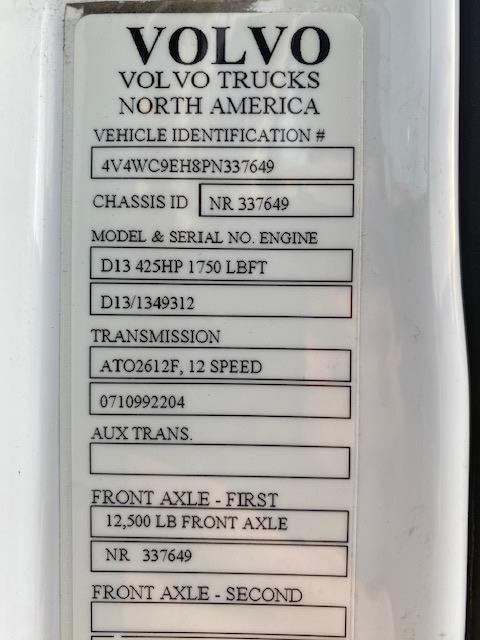 VOLVO
VOLVO TRUCKS
NORTH AMERICA
VEHICLE IDENTIFICATION #
4V4WC9EH8PN337649
CHASSIS ID NR 337649
MODEL & SERIAL NO. ENGINE
D13 425HP 1750 LBFT
D13/1349312
TRANSMISSION
ATO2612F, 12 SPEED
0710992204
AUX TRANS.
FRONT AXLE - FIRST
12,500 LB FRONT AXLE
NR 337649
FRONT AXLE - SECOND